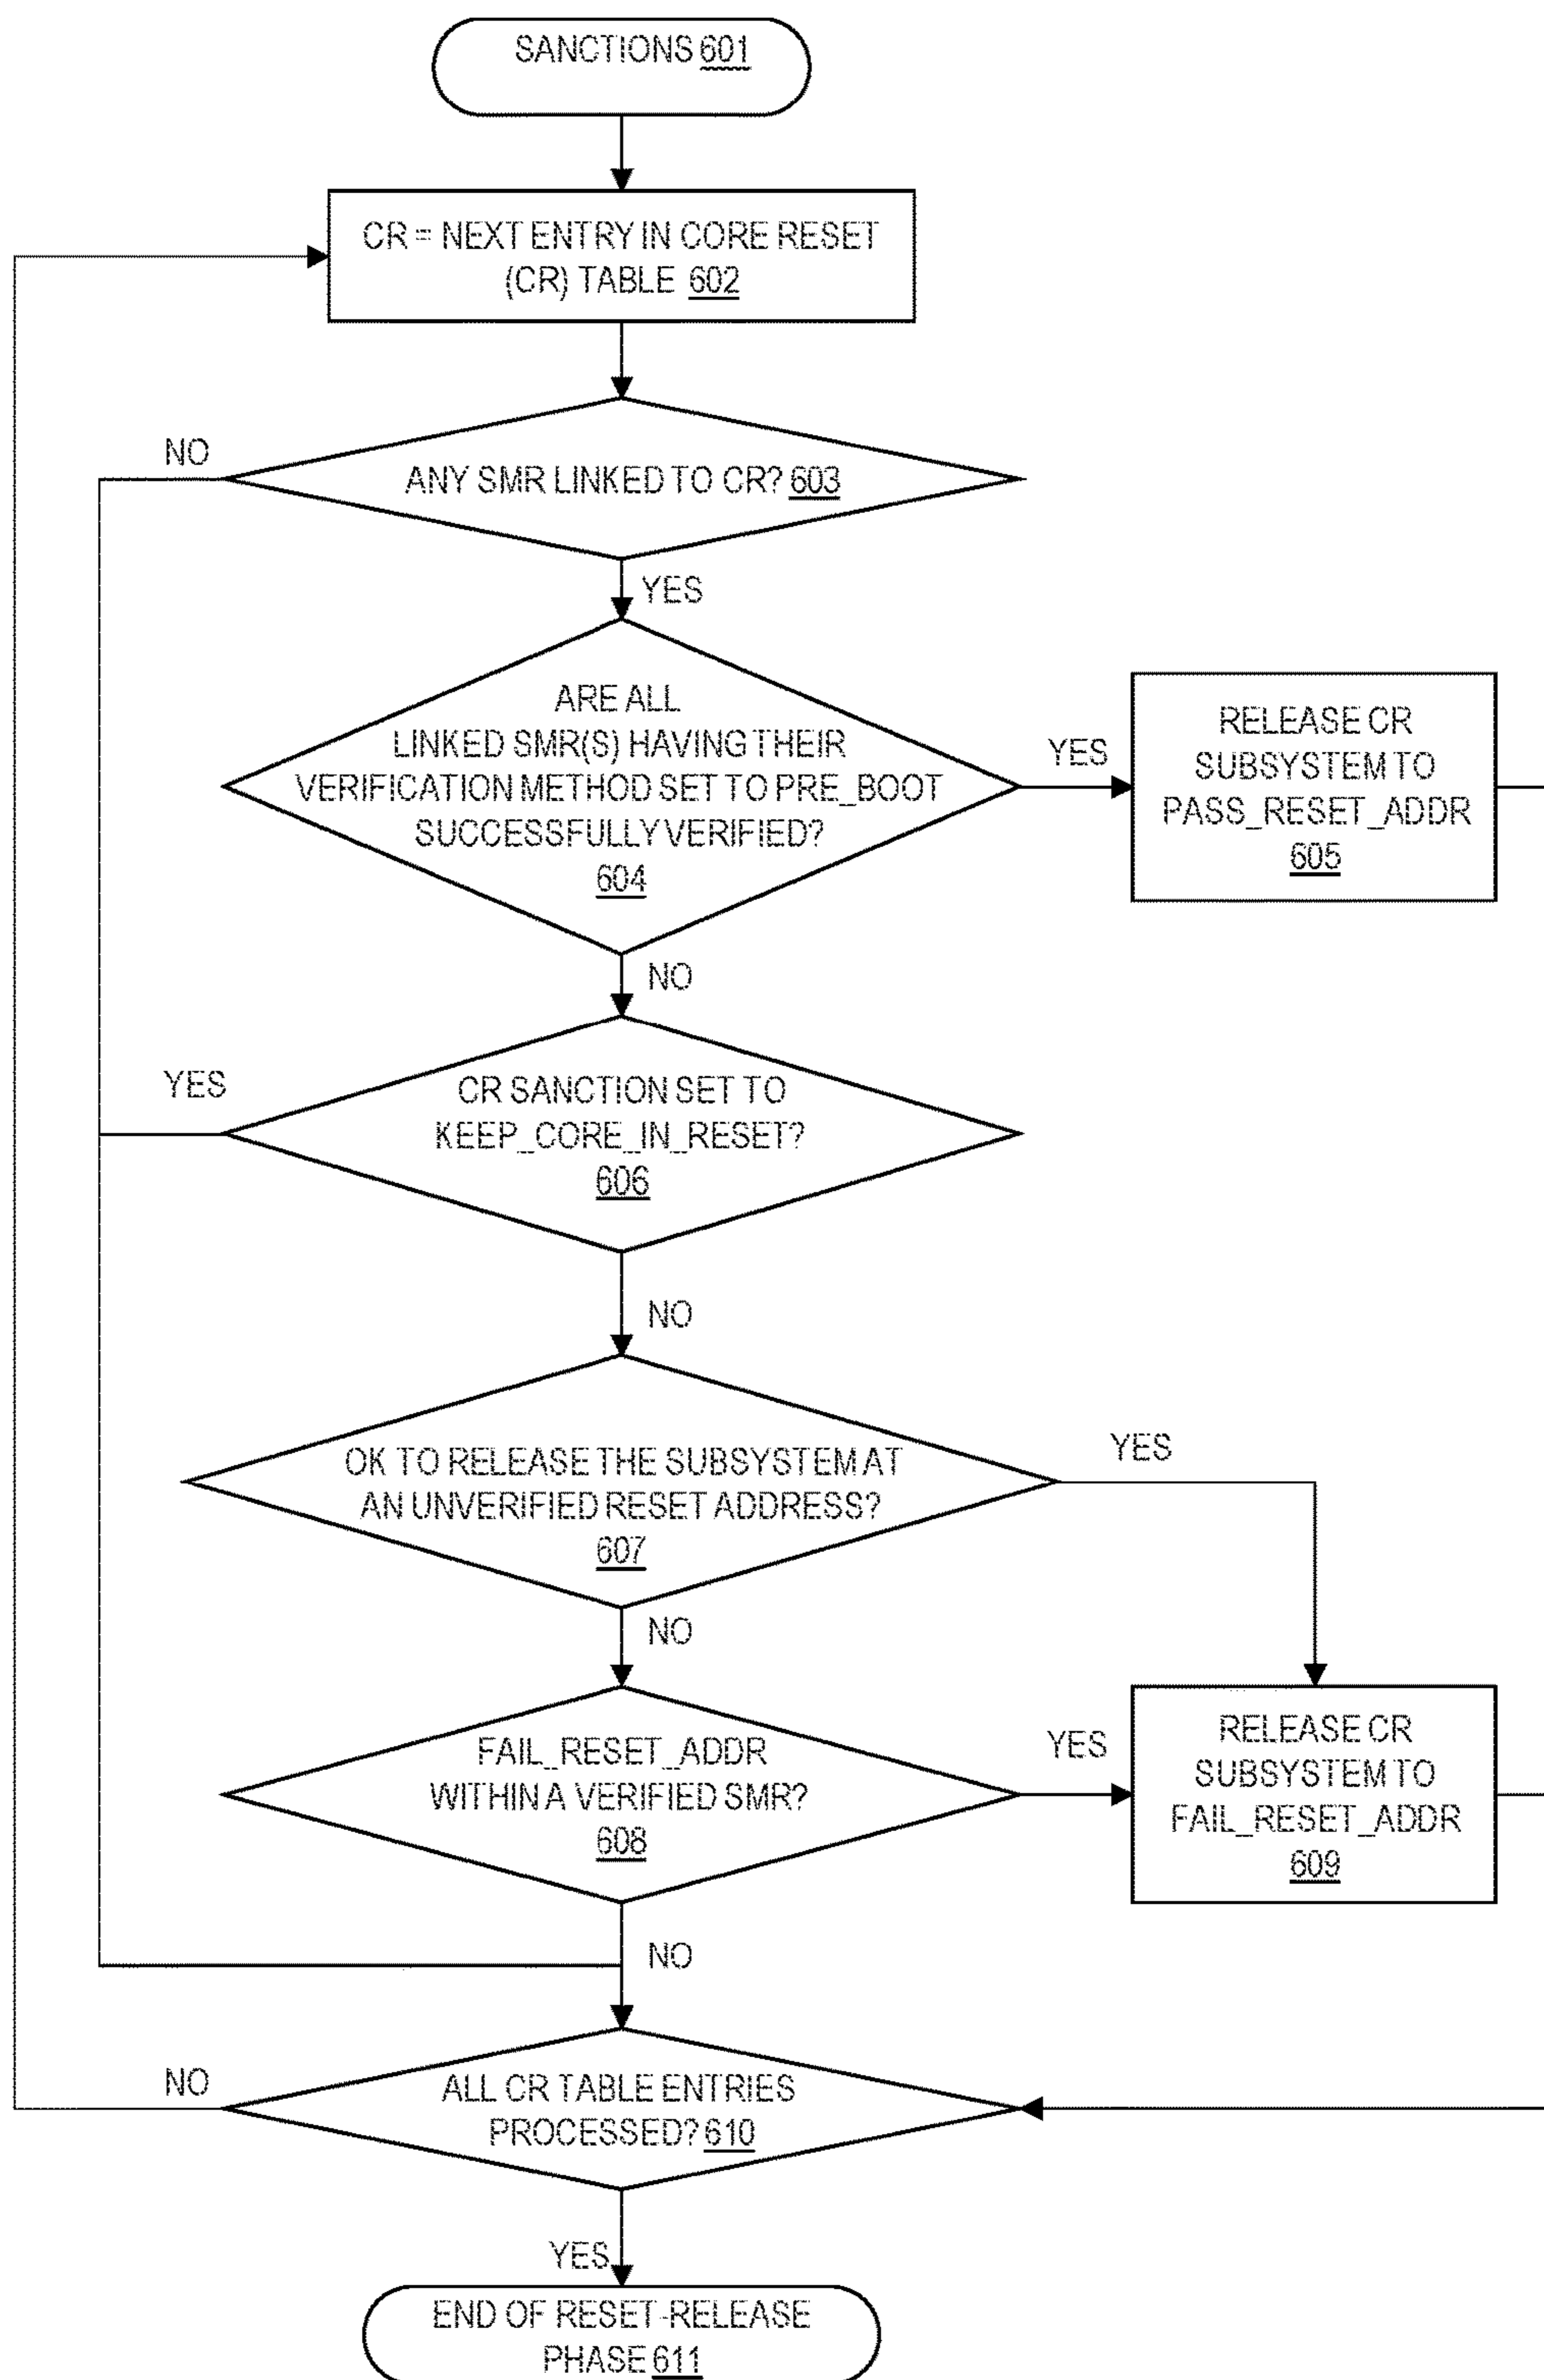 SANCTIONS 601
CR = NEXT ENTRY IN CORE RESET
(CR) TABLE 602
NO
ANY SMR LINKED TO CR? 603
YES
ARE ALL
LINKED SMR(S) HAVING THEIR
VERIFICATION METHOD SET TO PRE_BOOT
SUCCESSFULLY VERIFIED?
604
YES
RELEASE CR
SUBSYSTEM TO
PASS_RESET_ADDR
605
NO
YES
CR SANCTION SET TO
KEEP_CORE_IN_RESET?
606
NO
OK TO RELEASE THE SUBSYSTEM AT
AN UNVERIFIED RESET ADDRESS?
607
YES
NO
FAIL_RESET_ADDR
WITHIN A VERIFIED SMR?
608
YES
RELEASE CR
SUBSYSTEM TO
FAIL_RESET_ADDR
609
NO
NO
ALL CR TABLE ENTRIES
PROCESSED? 610
YES
END OF RESET-RELEASE
PHASE 611